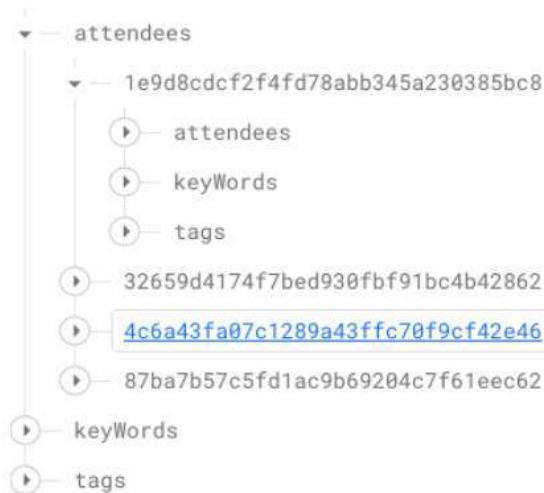 attendees
1e9d8cdcf2f4fd78abb345a230385bc8
attendees
keyWords
tags
32659d4174f7bed930fbf91bc4b42862
4c6a43fa07c1289a43ffc70f9cf42e46
87ba7b57c5fd1ac9b69204c7f61eec62
keyWords
tags